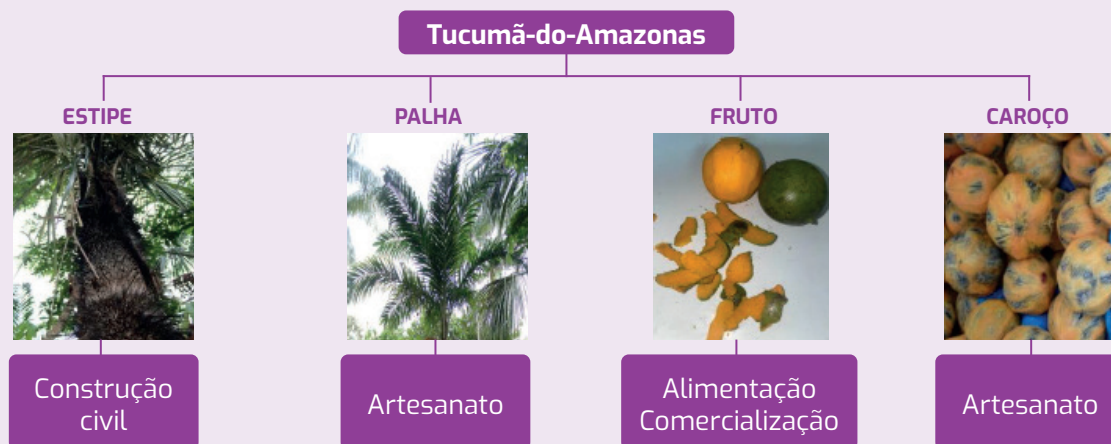 Tucumã-do-Amazonas
ESTIPE
PALHA
FRUTO
CAROÇO
Construção
civil
Artesanato
Alimentação
Comercialização
Artesanato